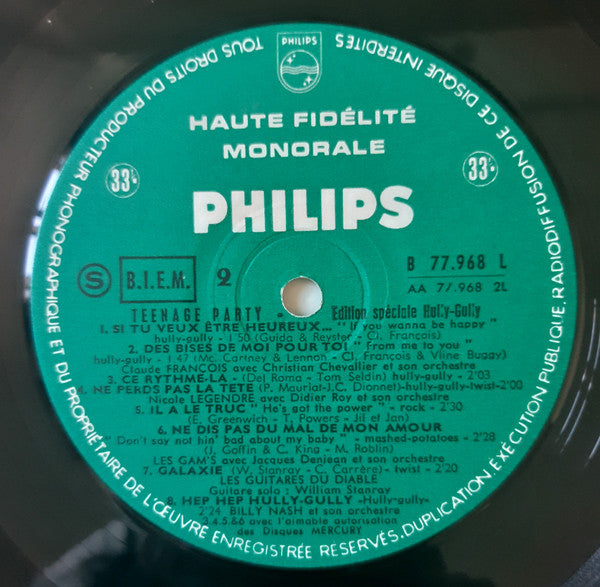 TOUS DROITS DU PRODUCTEUR PHONOGRAPHIQUE ET DU PROPRIÉTAIRE DE L'ŒUVRE ENREGISTRÉE RESERVÉS. DUPLICATION, EXÉCUTION PUBLIQUE, RADIODIFFUSION DE CE DISQUE INTERDITES
PHILIPS
HAUTE FIDÉLITÉ
MONORALE
33⅓ 33⅓
PHILIPS
S B.I.E.M. 2 B 77.968 L
AA 77.968 2L
TEENAGE PARTY - Edition spéciale Hully-Gully
1. SI TU VEUX ÊTRE HEUREUX... "If you wanna be happy"
hully-gully - 1.50 (Guida & Royster - Cl. François)
2. DES BISES DE MOI POUR TOI "From me to you"
hully-gully - 1.47 (Mc. Cartney & Lennon - Cl. François & Vline Buggy)
Claude FRANÇOIS avec Christian Chevallier et son orchestre
3. CE RYTHME-LA - (Del Roma - Tom Seldin) hully-gully - 2'03
4. NE PERDS PAS LA TETE (P. Mauriat-J.C. Donnet)-hully-gully-twist-2'00
Nicole LEGENDRE avec Didier Roy et son orchestre
5. IL A LE TRUC "He's got the power" - rock - 2'30
(E. Greenwich - T. Powers - Jil et Jan)
6. NE DIS PAS DU MAL DE MON AMOUR
"Don't say not hin' bad about my baby" - mashed-potatoes - 2'28
(J. Goffin & C. King - M. Roblin)
LES GAM'S avec Jacques Denjean et son orchestre
7. GALAXIE (W. Stanray - C. Carrère)- twist - 2'20
LES GUITARES DU DIABLE
Guitare solo : William Stanray
8. HEP HEP HULLY-GULLY -Hully-gully-
2'24 BILLY NASH et son orchestre
3.4.5.&6 avec l'aimable autorisation
des Disques MERCURY